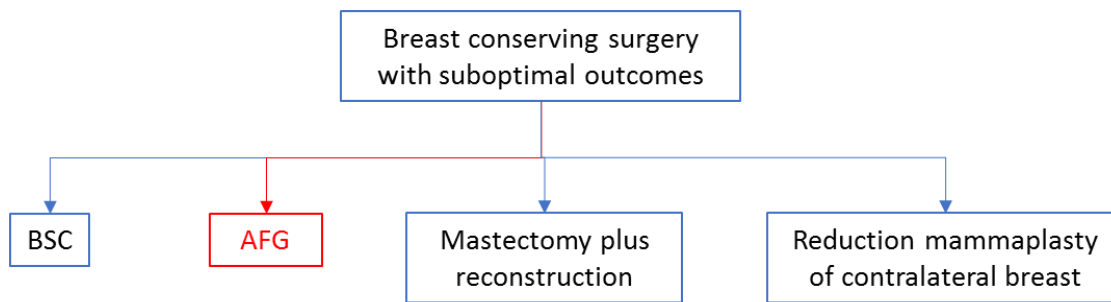 Breast conserving surgery
with suboptimal outcomes
BSC
AFG
Mastectomy plus
reconstruction
Reduction mammaplasty
of contralateral breast